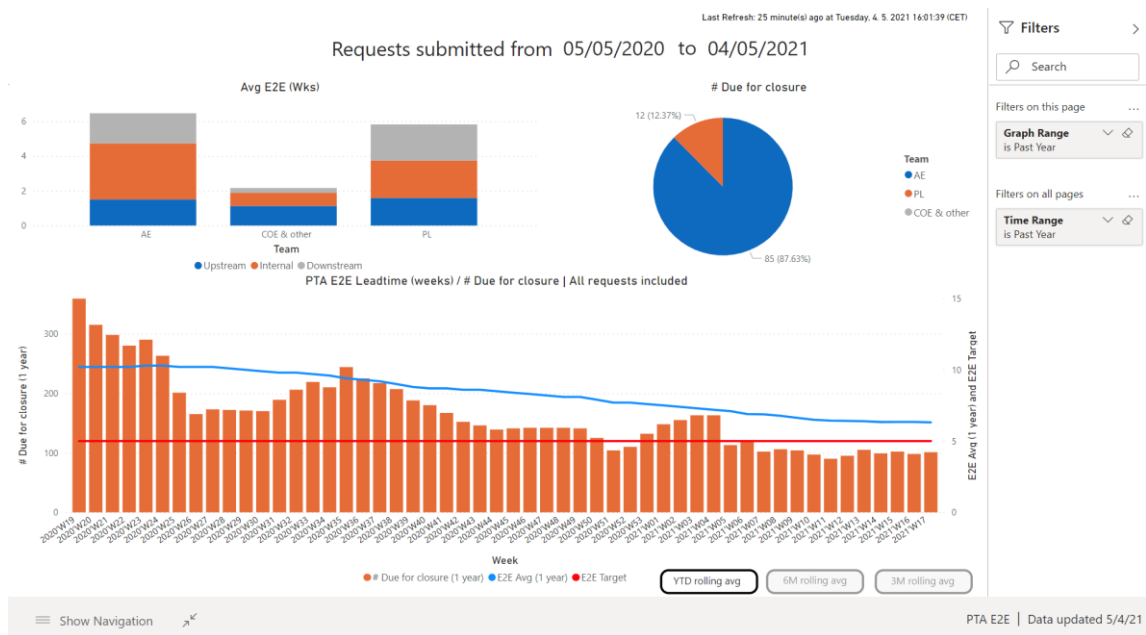 Last Refresh: 25 minute(s) ago at Tuesday, 4. 5. 2021 16:01:39 (CET)
Requests submitted from 05/05/2020 to 04/05/2021
Avg E2E (Wks)
6
4
2
0
AE COE & other PL
Team
Upstream Internal Downstream
# Due for closure
12 (12.37%)
85 (87.63%)
Team
AE
PL
COE & other
PTA E2E Leadtime (weeks) / # Due for closure | All requests included
# Due for closure (1 year)
300
200
100
0
15
10
5
0
E2E Avg (1 year) and E2E Target
2020'W19 2020'W20 2020'W21 2020'W22 2020'W23 2020'W24 2020'W25 2020'W26 2020'W27 2020'W28 2020'W29 2020'W30 2020'W31 2020'W32 2020'W33 2020'W34 2020'W35 2020'W36 2020'W37 2020'W38 2020'W39 2020'W40 2020'W41 2020'W42 2020'W43 2020'W44 2020'W45 2020'W46 2020'W47 2020'W48 2020'W49 2020'W50 2020'W51 2020'W52 2020'W53 2021'W01 2021'W02 2021'W03 2021'W04 2021'W05 2021'W06 2021'W07 2021'W08 2021'W09 2021'W10 2021'W11 2021'W12 2021'W13 2021'W14 2021'W15 2021'W16 2021'W17
Week
# Due for closure (1 year) E2E Avg (1 year) E2E Target
YTD rolling avg 6M rolling avg 3M rolling avg
Filters
Search
Filters on this page ...
Graph Range
is Past Year
Filters on all pages ...
Time Range
is Past Year
Show Navigation
PTA E2E | Data updated 5/4/21